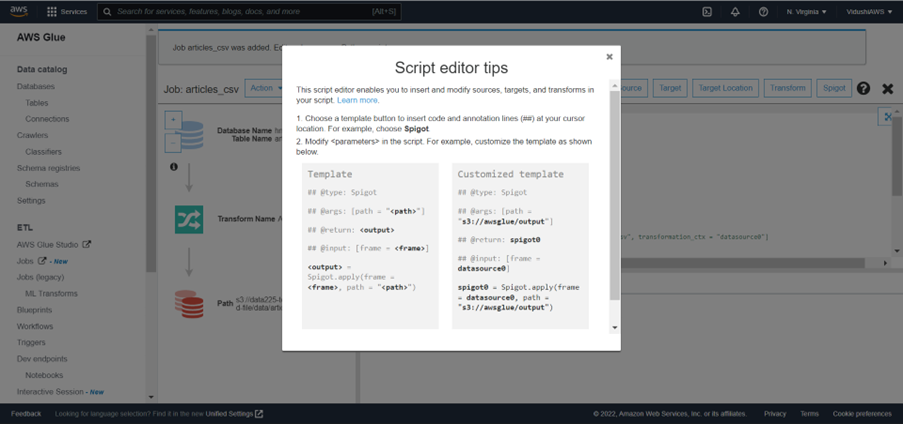 aws
Services
Search for services, features, blogs, docs, and more
[Alt+S]
N. Virginia
VidushiAWS
AWS Glue
Data catalog
Databases
Tables
Connections
Crawlers
Classifiers
Schema registries
Schemas
Settings
ETL
AWS Glue Studio
Jobs - New
Jobs (legacy)
ML Transforms
Blueprints
Workflows
Triggers
Dev endpoints
Notebooks
Interactive Session - New
Job articles_csv was added.
Job: articles_csv
Action
Target
Target Location
Transform
Spigot
Database Name
Table Name
Transform Name
Path s3://data225-
d-file/data/arti
Script editor tips
This script editor enables you to insert and modify sources, targets, and transforms in
your script. Learn more.
1. Choose a template button to insert code and annotation lines (##) at your cursor
location. For example, choose Spigot.
2. Modify <parameters> in the script. For example, customize the template as shown
below.
Template
## @type: Spigot
## @args: [path = "<path>"]
## @return: <output>
## @input: [frame = <frame>]
<output> =
Spigot.apply(frame =
<frame>, path = "<path>")
Customized template
## @type: Spigot
## @args: [path =
"s3://awsglue/output"]
## @return: spigot0
## @input: [frame =
datasource0]
spigot0 = Spigot.apply(frame
= datasource0, path =
"s3://awsglue/output")
transformation_ctx = "datasource0"]
Feedback
Looking for language selection? Find it in the new Unified Settings
© 2022, Amazon Web Services, Inc. or its affiliates.
Privacy
Terms
Cookie preferences